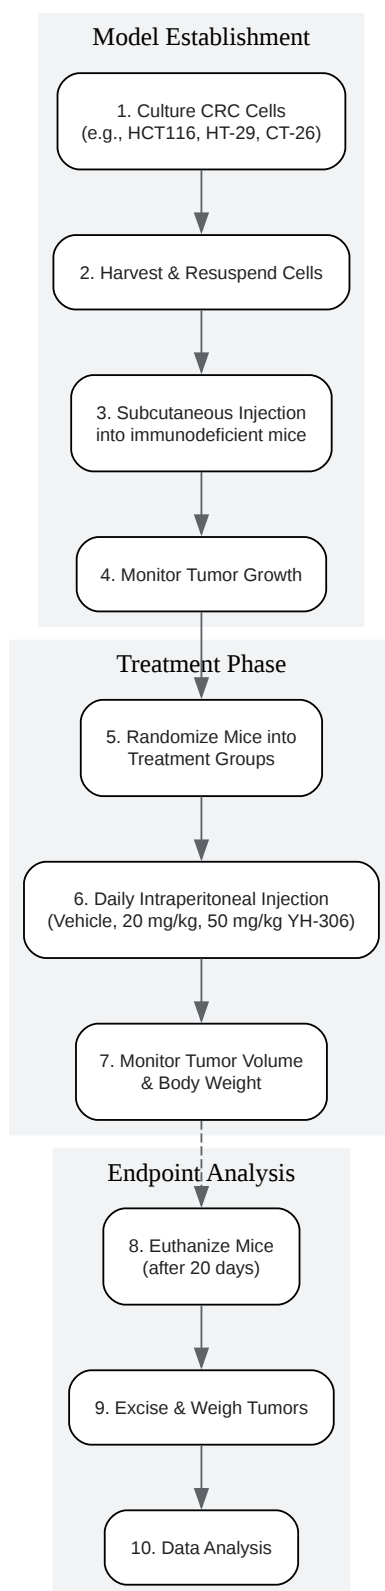 Model Establishment
1. Culture CRC Cells
(e.g., HCT116, HT-29, CT-26)
2. Harvest & Resuspend Cells
3. Subcutaneous Injection
into immunodeficient mice
4. Monitor Tumor Growth
Treatment Phase
5. Randomize Mice into
Treatment Groups
6. Daily Intraperitoneal Injection
(Vehicle, 20 mg/kg, 50 mg/kg YH-306)
7. Monitor Tumor Volume
& Body Weight
Endpoint Analysis
8. Euthanize Mice
(after 20 days)
9. Excise & Weigh Tumors
10. Data Analysis